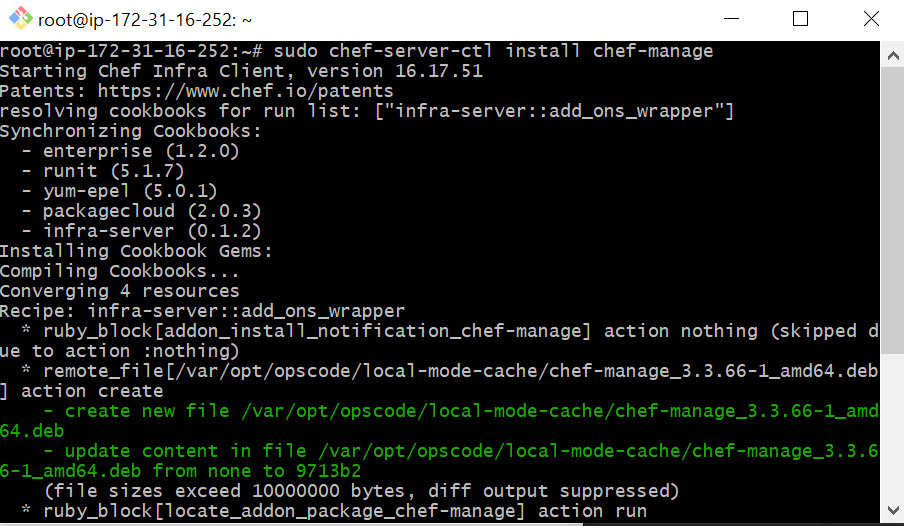 root@ip-172-31-16-252: ~
root@ip-172-31-16-252:~# sudo chef-server-ctl install chef-manage
Starting Chef Infra Client, version 16.17.51
Patents: https://www.chef.io/patents
resolving cookbooks for run list: ["infra-server::add_ons_wrapper"]
Synchronizing Cookbooks:
  - enterprise (1.2.0)
  - runit (5.1.7)
  - yum-epel (5.0.1)
  - packagecloud (2.0.3)
  - infra-server (0.1.2)
Installing Cookbook Gems:
Compiling Cookbooks...
Converging 4 resources
Recipe: infra-server::add_ons_wrapper
  * ruby_block[addon_install_notification_chef-manage] action nothing (skipped d
ue to action :nothing)
  * remote_file[/var/opt/opscode/local-mode-cache/chef-manage_3.3.66-1_amd64.deb
] action create
    - create new file /var/opt/opscode/local-mode-cache/chef-manage_3.3.66-1_amd
64.deb
    - update content in file /var/opt/opscode/local-mode-cache/chef-manage_3.3.6
6-1_amd64.deb from none to 9713b2
    (file sizes exceed 10000000 bytes, diff output suppressed)
  * ruby_block[locate_addon_package_chef-manage] action run